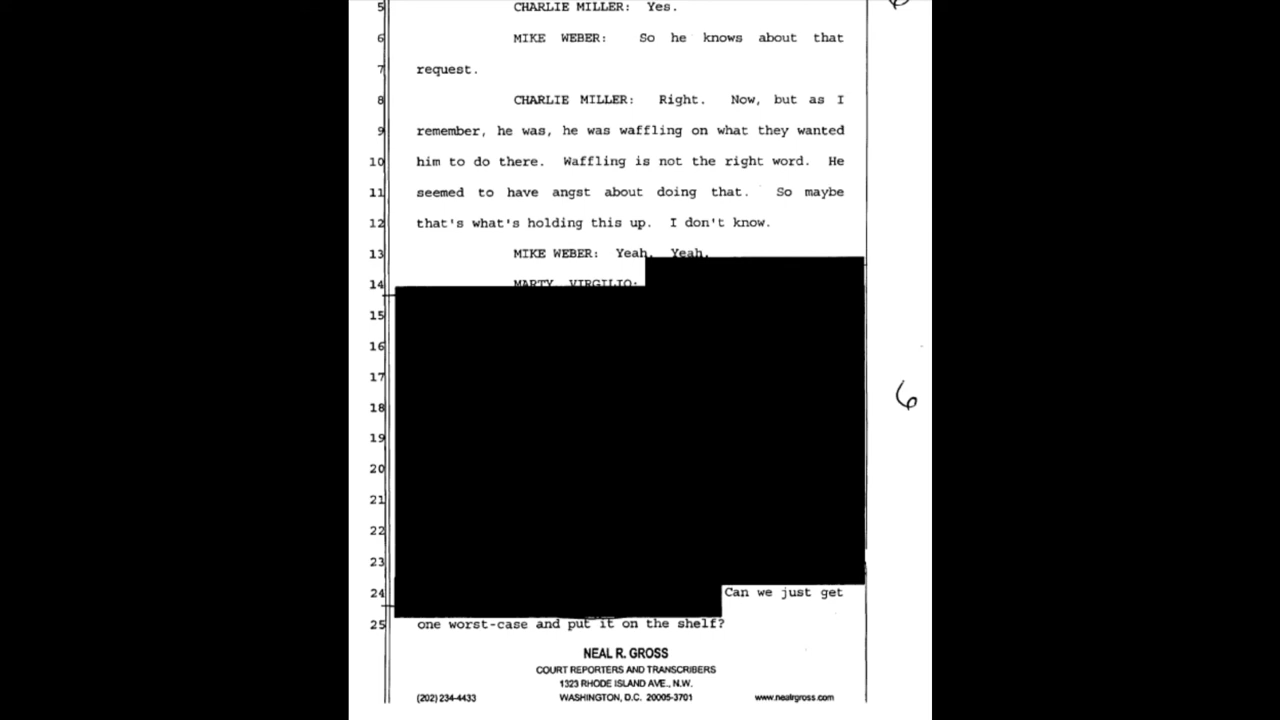 5 CHARLIE MILLER: Yes.
6 MIKE WEBER: So he knows about that
7 request.
8 CHARLIE MILLER: Right. Now, but as I
9 remember, he was, he was waffling on what they wanted
10 him to do there. Waffling is not the right word. He
11 seemed to have angst about doing that. So maybe
12 that's what's holding this up. I don't know.
13 MIKE WEBER: Yeah. Yeah.
14 MARTY VIRGILIO:
15
16
17
6
18
19
20
21
22
23
24 Can we just get
25 one worst-case and put it on the shelf?
NEAL R. GROSS
COURT REPORTERS AND TRANSCRIBERS
1323 RHODE ISLAND AVE., N.W.
(202) 234-4433 WASHINGTON, D.C. 20005-3701 www.nealrgross.com